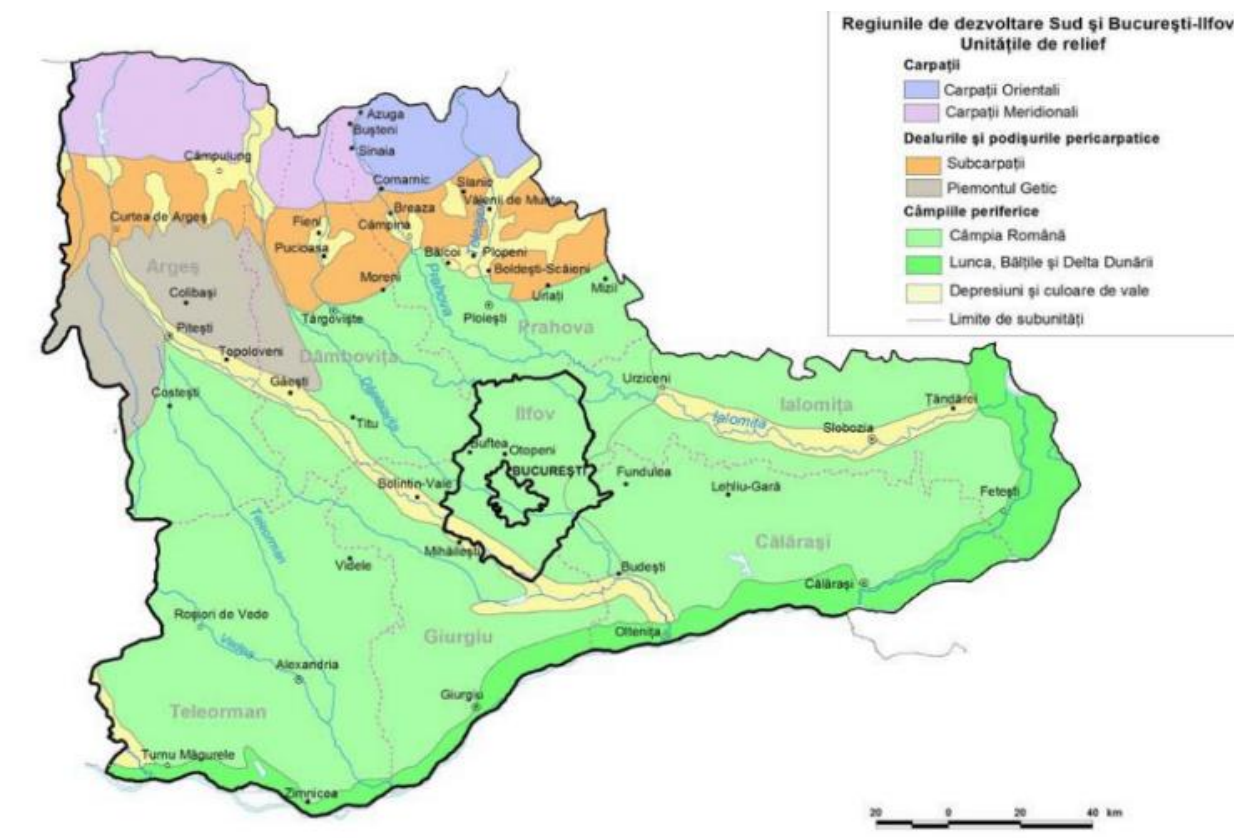 Regiunile de dezvoltare Sud şi Bucureşti-Ilfov
Unităţile de relief
Carpaţii
Carpaţii Orientali
Carpaţii Meridionali
Dealurile şi podişurile pericarpatice
Subcarpaţii
Piemontul Getic
Câmpiile periferice
Câmpia Română
Lunca, Bălţile şi Delta Dunării
Depresiuni şi culoare de vale
Limite de subunităţi
Azuga
Buşteni
Sinaia
Câmpulung
Comarnic
Slanic
Vălenii de Munte
Breaza
Curtea de Argeş
Fieni
Câmpina
Teleajen
Pucioasa
Băicoi
Plopeni
Argeş
Boldeşti-Scăieni
Moreni
Prahova
Mizil
Colibaşi
Urlaţi
Târgovişte
Ploieşti
Prahova
Piteşti
Topoloveni
Dâmboviţa
Găeşti
Urziceni
Costeşti
Dâmboviţa
Ialomiţa
Ţăndărei
Titu
Ilfov
Ialomiţa
Slobozia
Buftea
Otopeni
BUCUREŞTI
Fundulea
Bolintin-Vale
Lehliu-Gară
Feteşti
Teleorman
Călăraşi
Mihăileşti
Videle
Budeşti
Călăraşi
Roşiori de Vede
Olteniţa
Giurgiu
Vedea
Alexandria
Giurgiu
Teleorman
Turnu Măgurele
Zimnicea
20 0 20 40 km